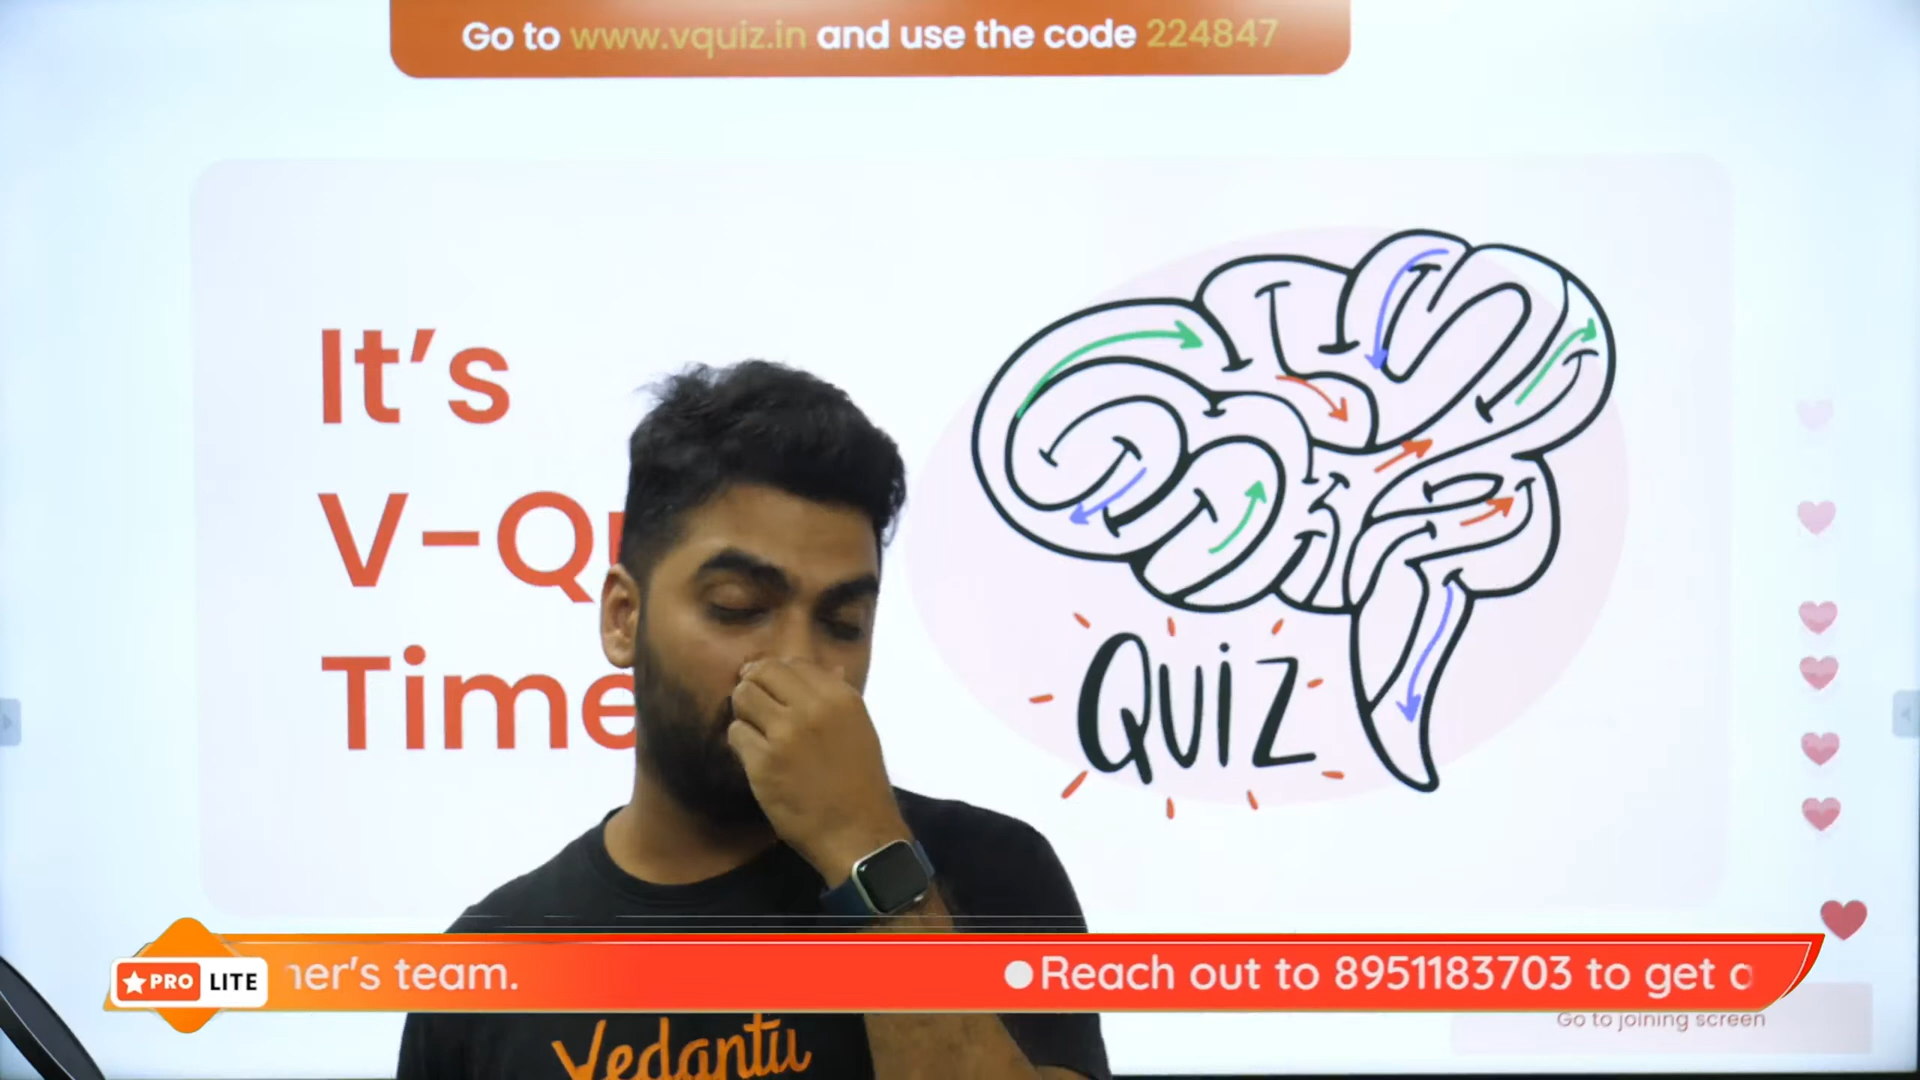 Go to www.vquiz.in and use the code 224847
It's
V-Qu
Time
QUIZ
PRO LITE
ner's team.
Reach out to 8951183703 to get a
Go to joining screen
Vedantu